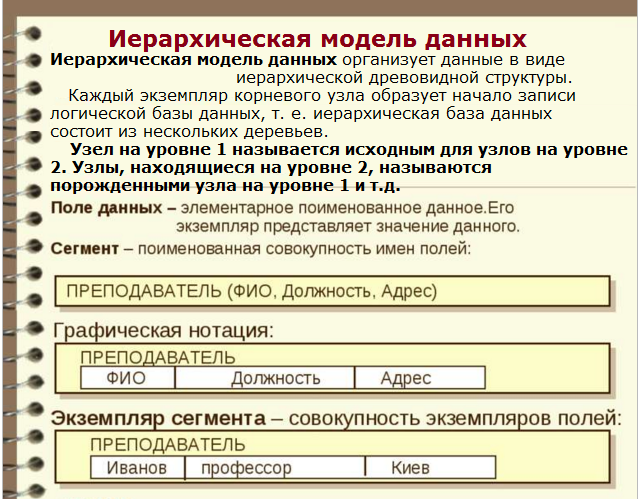 Иерархическая модель данных
Иерархическая модель данных организует данные в виде
иерархической древовидной структуры.
Каждый экземпляр корневого узла образует начало записи
логической базы данных, т. е. иерархическая база данных
состоит из нескольких деревьев.
Узел на уровне 1 называется исходным для узлов на уровне
2. Узлы, находящиеся на уровне 2, называются
порожденными узла на уровне 1 и т.д.
Поле данных – элементарное поименованное данное.Его
экземпляр представляет значение данного.
Сегмент – поименованная совокупность имен полей:
ПРЕПОДАВАТЕЛЬ (ФИО, Должность, Адрес)
Графическая нотация:
ПРЕПОДАВАТЕЛЬ
ФИО Должность Адрес
Экземпляр сегмента – совокупность экземпляров полей:
ПРЕПОДАВАТЕЛЬ
Иванов профессор Киев